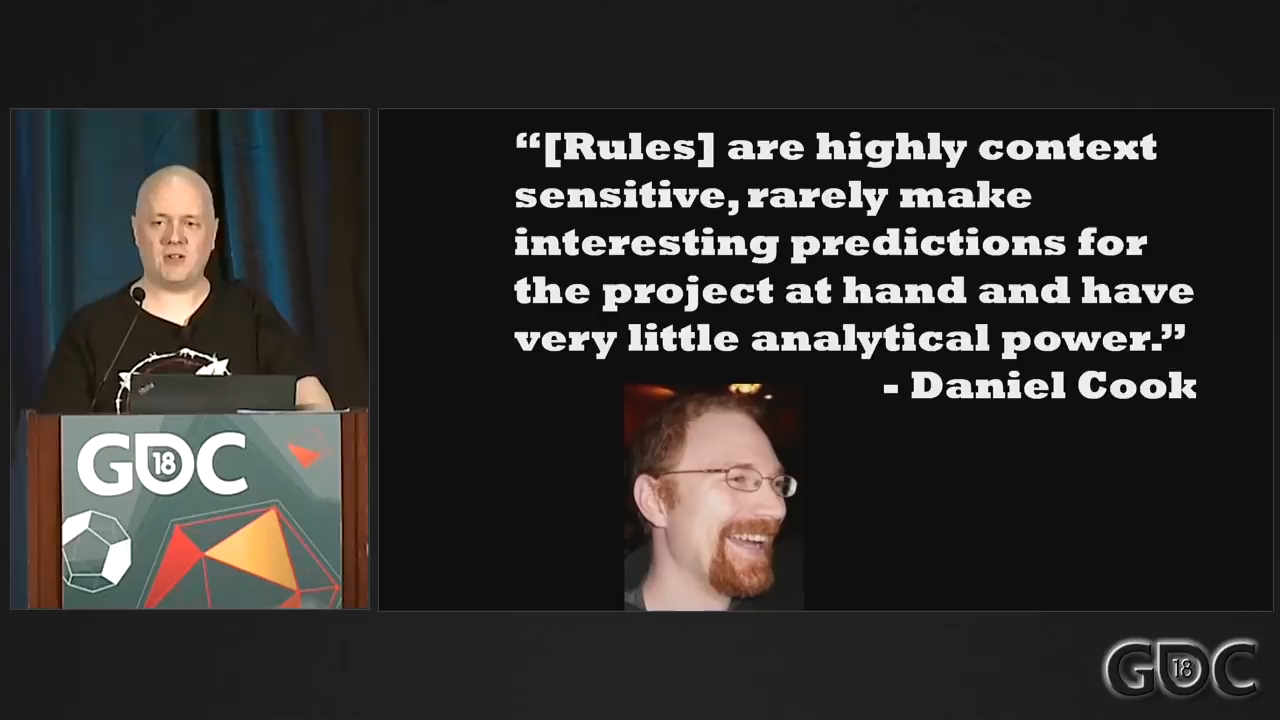 “[Rules] are highly context
sensitive, rarely make
interesting predictions for
the project at hand and have
very little analytical power.”
- Daniel Cook
GDC
18
GDC
18